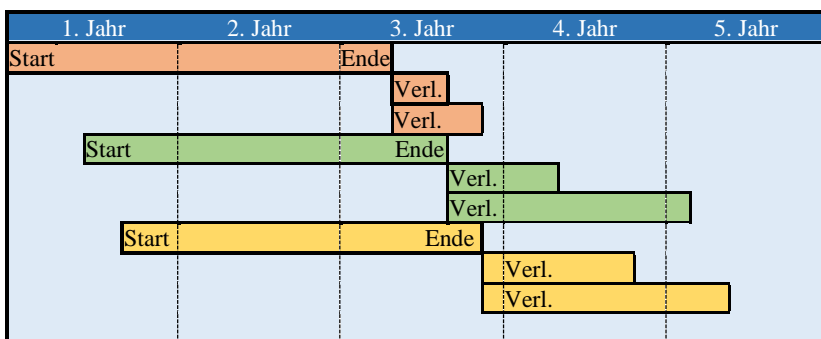 1. Jahr 2. Jahr 3. Jahr 4. Jahr 5. Jahr
Start Ende
Verl.
Verl.
Start Ende
Verl.
Verl.
Start Ende
Verl.
Verl.